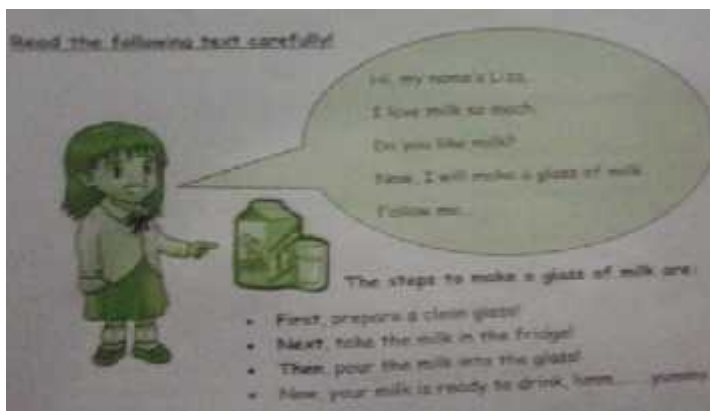 Read the following text carefully!
Hi, my name's Liza.
I love milk so much.
Do you like milk?
Now, I will make a glass of milk
Follow me...
The steps to make a glass of milk are:
• First, prepare a clean glass!
• Next, take the milk in the fridge!
• Then, pour the milk into the glass!
• Now, your milk is ready to drink, hmm...... yummy